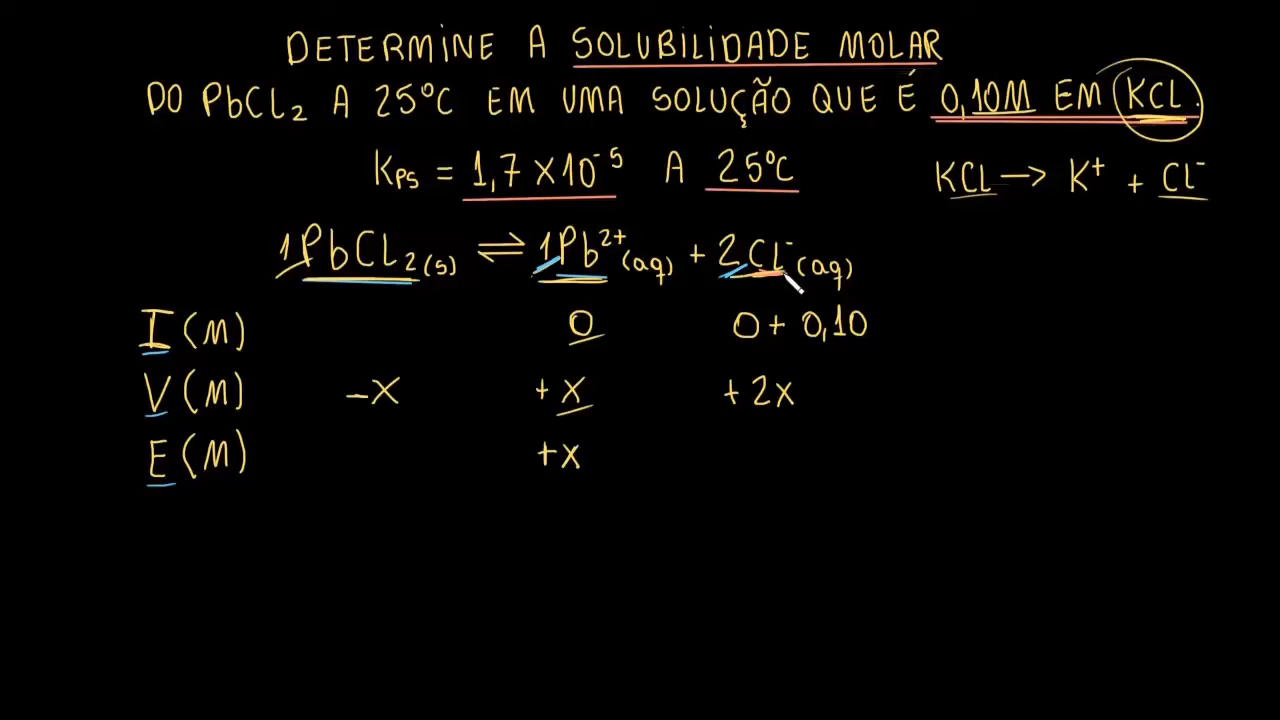 DETERMINE A SOLUBILIDADE MOLAR
DO PbCL₂ A 25°C EM UMA SOLUÇÃO QUE É 0,10M EM KCL.
KPS = 1,7 X 10⁻⁵ A 25°C
KCL → K⁺ + CL⁻
1PbCL₂(s) ⇌ 1Pb²⁺(aq) + 2CL⁻(aq)
I (M) 0 0 + 0,10
V (M) -X + X + 2X
E (M) + X